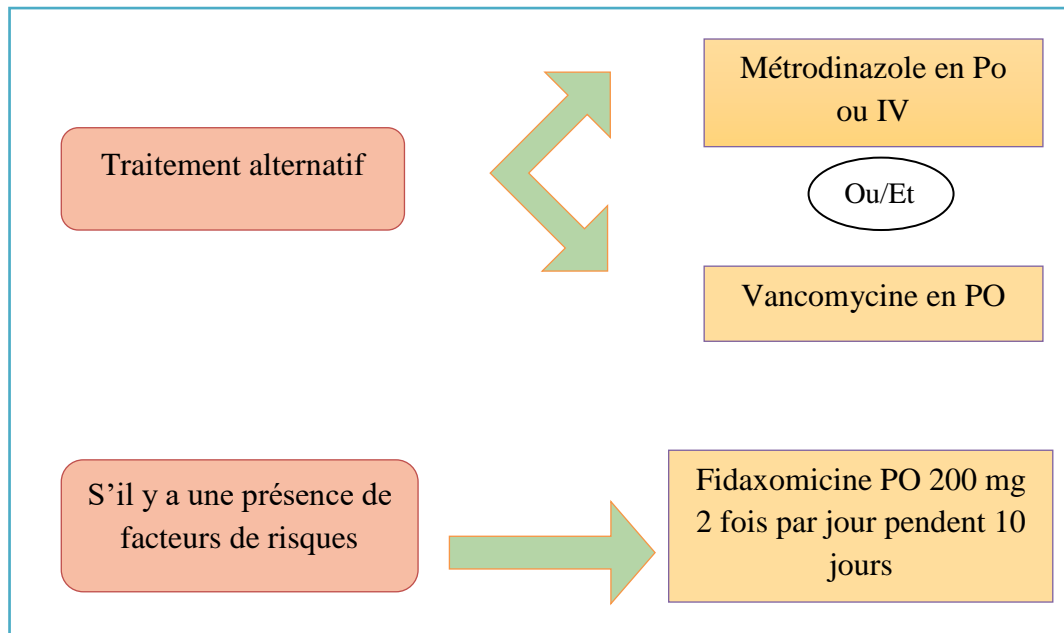 Traitement alternatif
Métrodinazole en Po
ou IV
Ou/Et
Vancomycine en PO
S’il y a une présence de
facteurs de risques
Fidaxomicine PO 200 mg
2 fois par jour pendent 10
jours